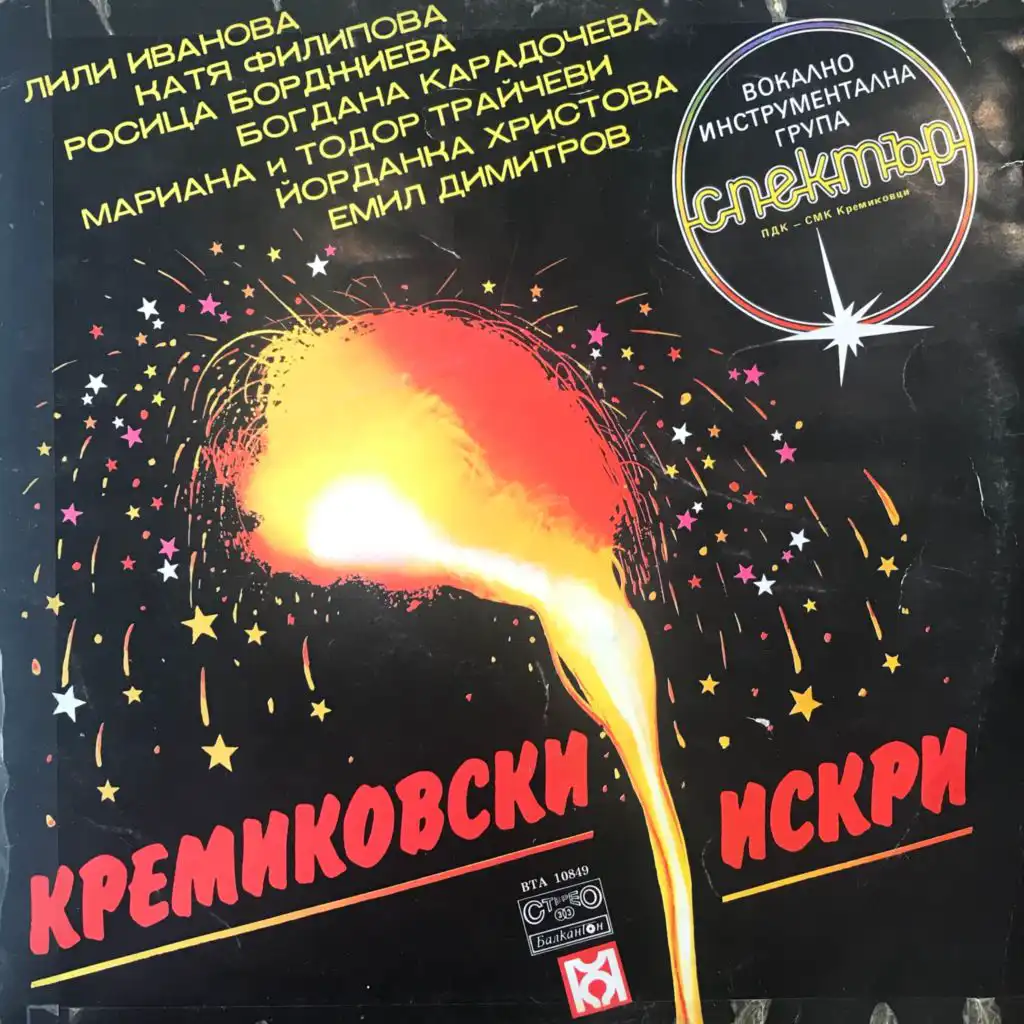 ЛИЛИ ИВАНОВА
КАТЯ ФИЛИПОВА
РОСИЦА БОРДЖИЕВА
БОГДАНА КАРАДОЧЕВА
МАРИАНА и ТОДОР ТРАЙЧЕВИ
ЙОРДАНКА ХРИСТОВА
ЕМИЛ ДИМИТРОВ
ВОКАЛНО
ИНСТРУМЕНТАЛНА
ГРУПА
спектър
ПДК – СМК Кремиковци
КРЕМИКОВСКИ ИСКРИ
ВТА 10849
СТЕРЕО
33
Балкантон